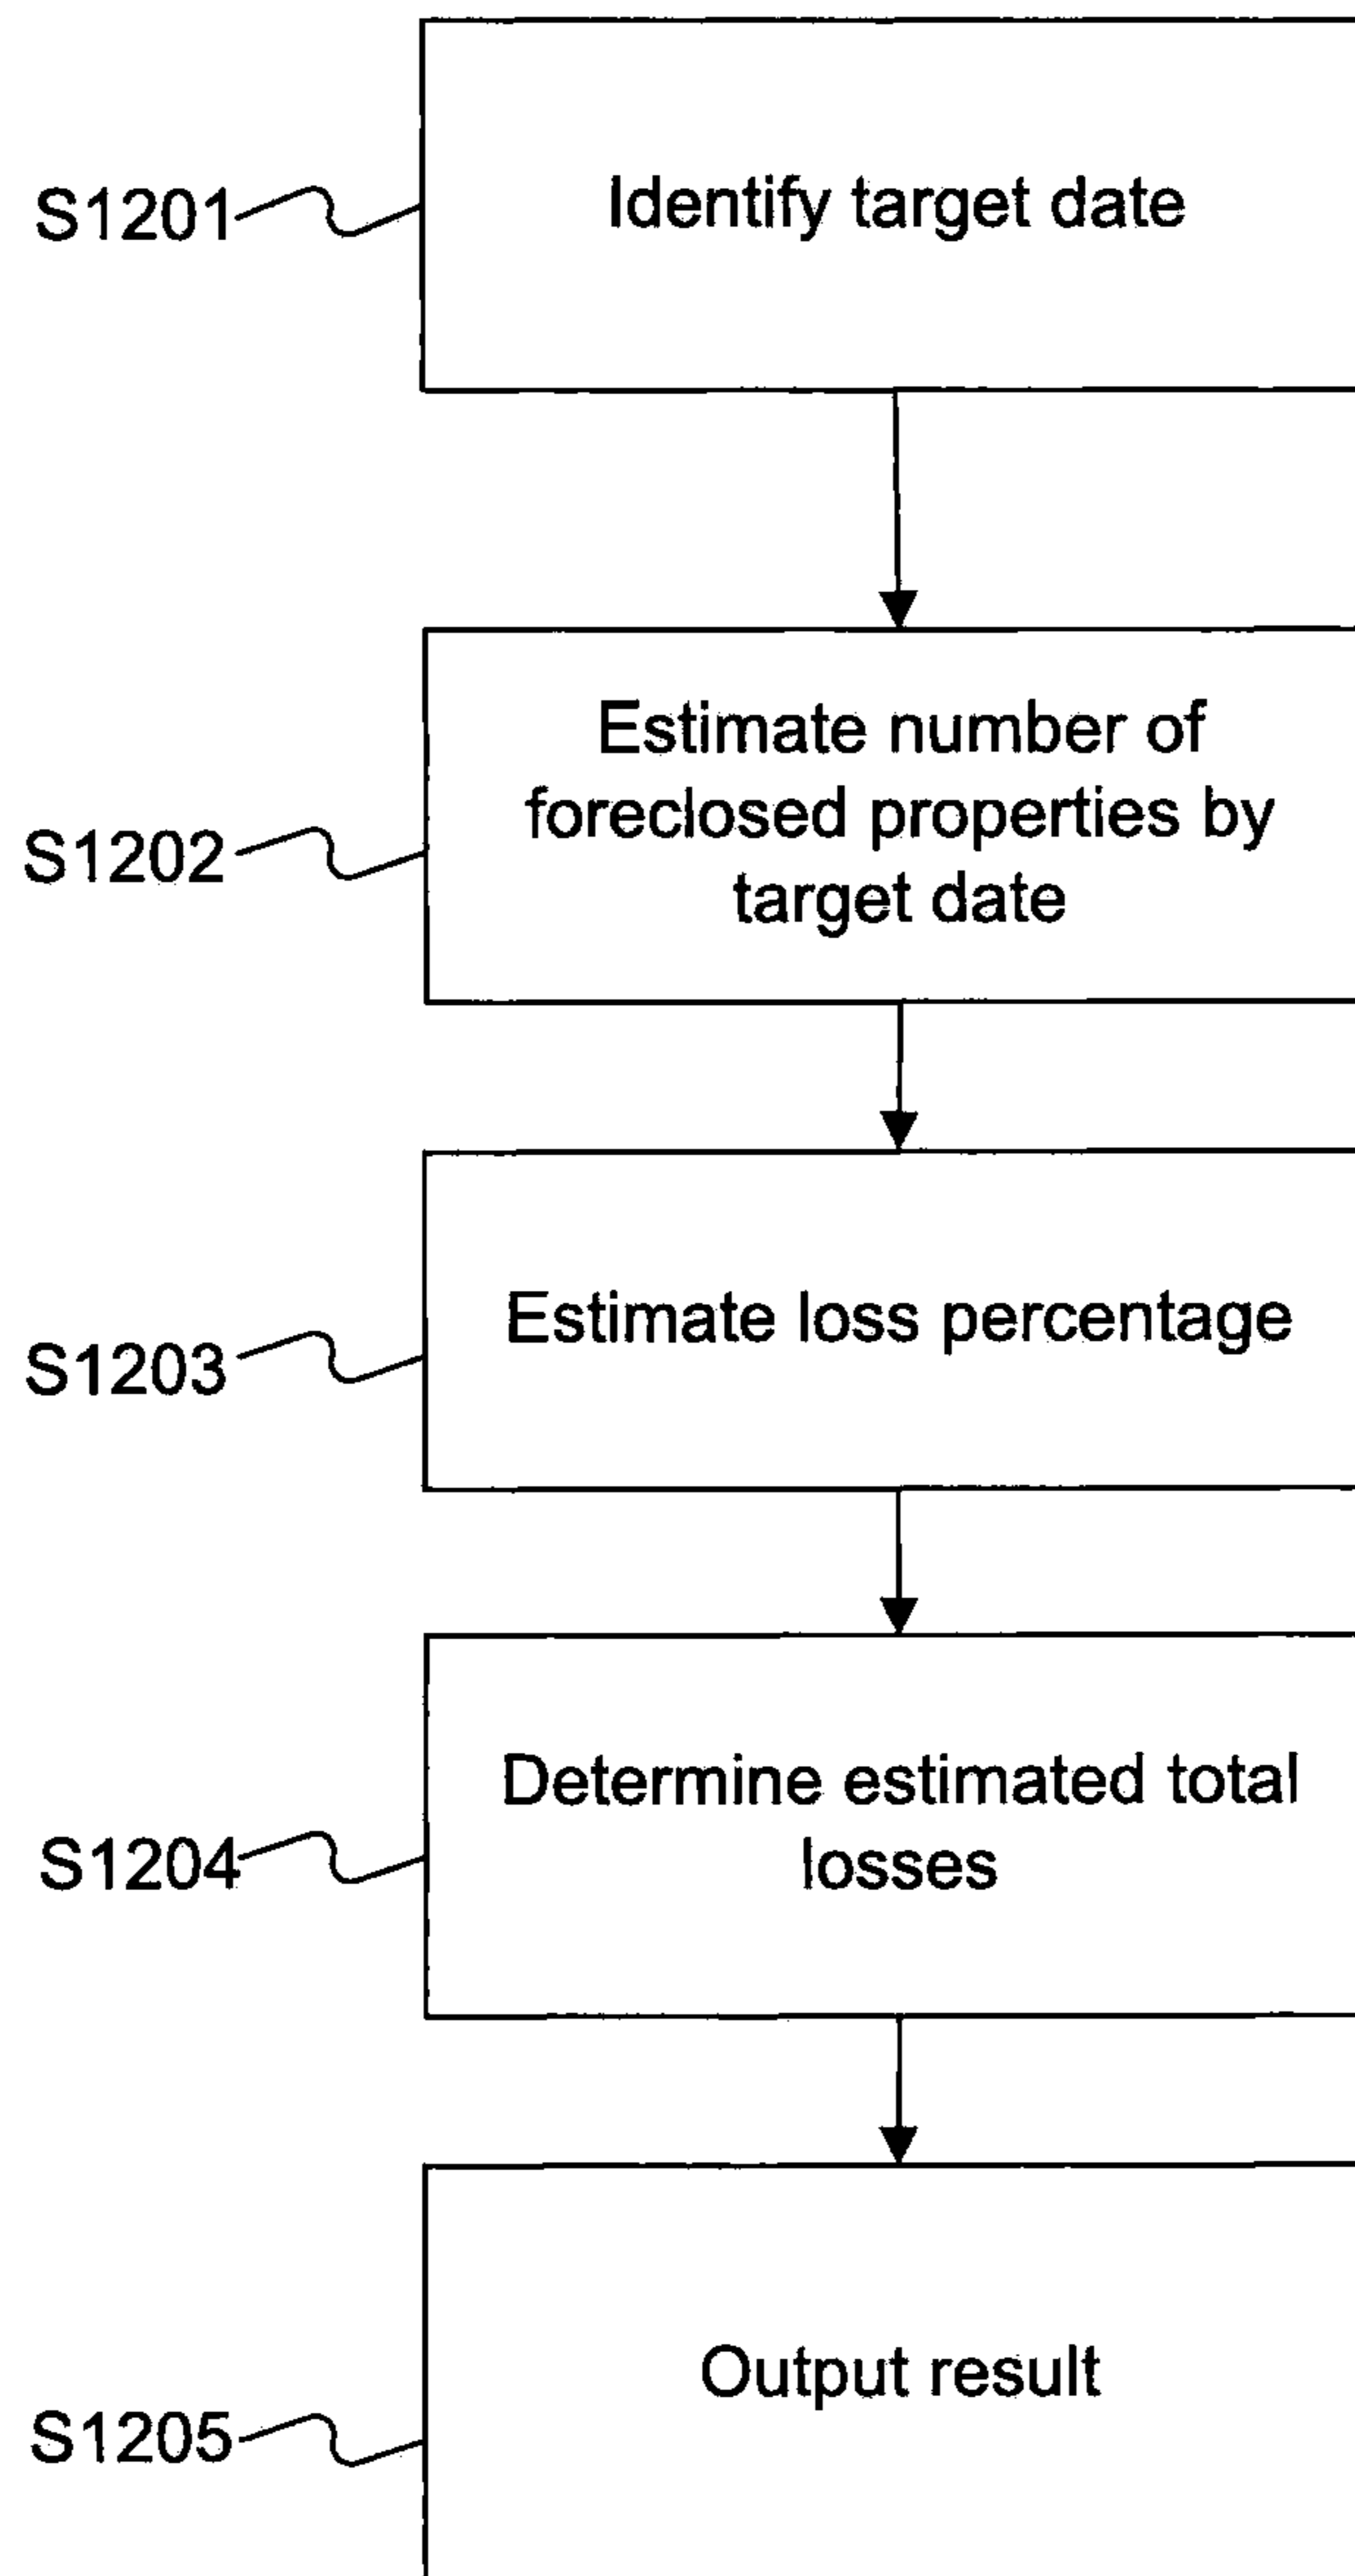 S1201
Identify target date
S1202
Estimate number of
foreclosed properties by
target date
S1203
Estimate loss percentage
S1204
Determine estimated total
losses
S1205
Output result